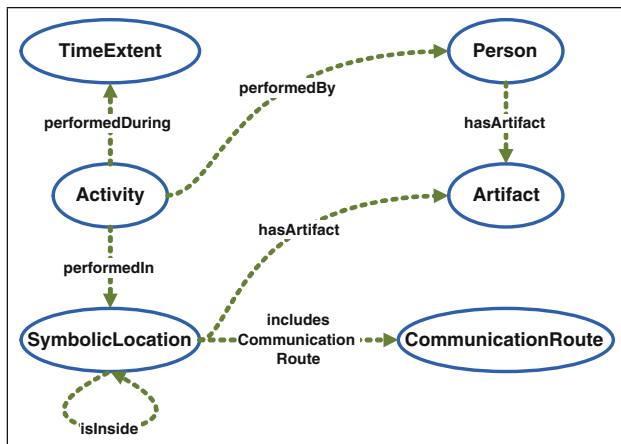 TimeExtent
Person
performedBy
performedDuring
hasArtifact
Activity
Artifact
hasArtifact
performedIn
includes
Communication
Route
SymbolicLocation
CommunicationRoute
isInside